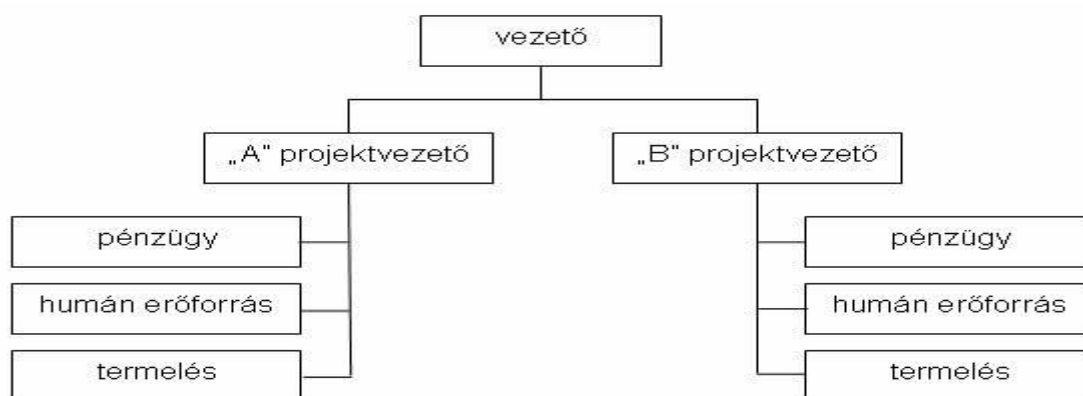 vezető
„A" projektvezető
„B" projektvezető
pénzügy
humán erőforrás
termelés
pénzügy
humán erőforrás
termelés